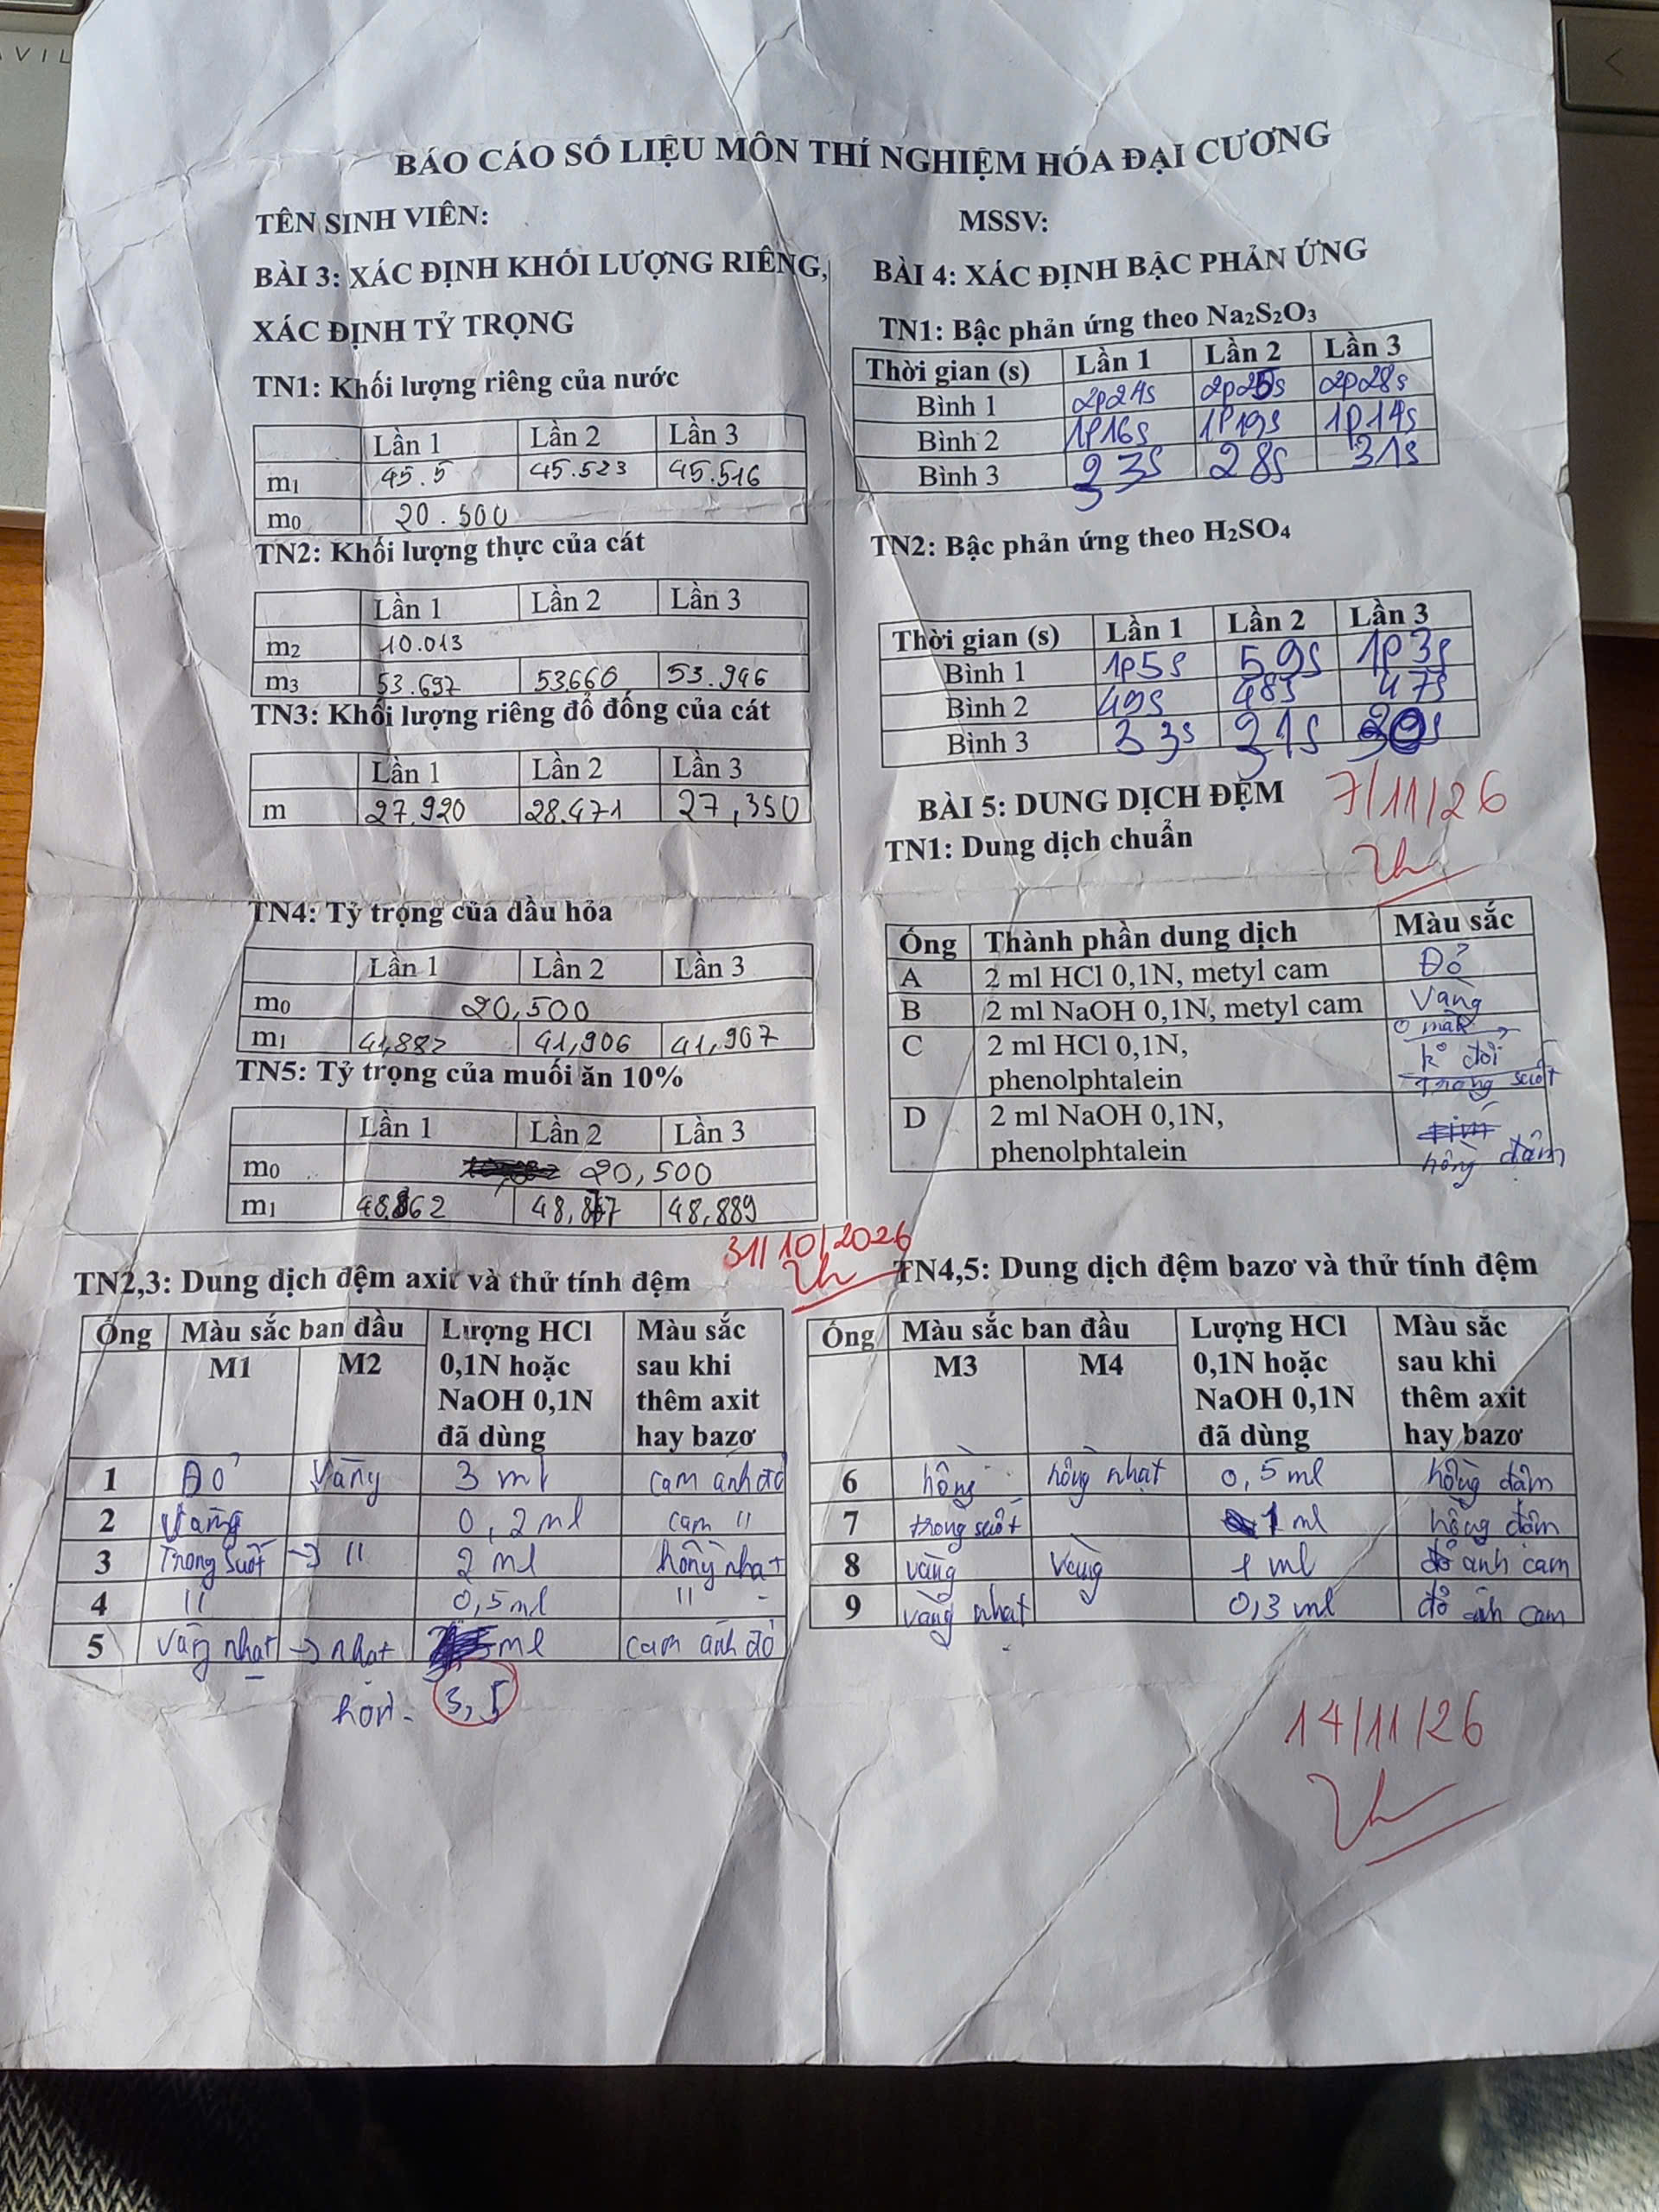 VIL
<
BÁO CÁO SỐ LIỆU MÔN THÍ NGHIỆM HÓA ĐẠI CƯƠNG
TÊN SINH VIÊN:
MSSV:
BÀI 3: XÁC ĐỊNH KHỐI LƯỢNG RIÊNG,
XÁC ĐỊNH TỶ TRỌNG
TN1: Khối lượng riêng của nước
Lần 1 Lần 2 Lần 3
m1 45.5 45.523 45.516
m0 20.500
TN2: Khối lượng thực của cát
Lần 1 Lần 2 Lần 3
m2 10.013
m3 53.697 53660 53.946
TN3: Khối lượng riêng đổ đống của cát
Lần 1 Lần 2 Lần 3
m 27.920 28.471 27,350
TN4: Tỷ trọng của dầu hỏa
Lần 1 Lần 2 Lần 3
m0 20,500
m1 41,882 41,906 41,907
TN5: Tỷ trọng của muối ăn 10%
Lần 1 Lần 2 Lần 3
m0 20,500
m1 48,862 48,867 48,889
31/10/2026
BÀI 4: XÁC ĐỊNH BẬC PHẢN ỨNG
TN1: Bậc phản ứng theo Na2S2O3
Thời gian (s) Lần 1 Lần 2 Lần 3
Bình 1 2p24s 2p25s 2p28s
Bình 2 1p16s 1p19s 1p14s
Bình 3 33s 28s 31s
TN2: Bậc phản ứng theo H2SO4
Thời gian (s) Lần 1 Lần 2 Lần 3
Bình 1 1p5s 59s 1p3s
Bình 2 49s 48s 47s
Bình 3 33s 31s 30s
BÀI 5: DUNG DỊCH ĐỆM 7/11/26
TN1: Dung dịch chuẩn
Ống Thành phần dung dịch Màu sắc
A 2 ml HCl 0,1N, metyl cam Đỏ
B 2 ml NaOH 0,1N, metyl cam Vàng
C 2 ml HCl 0,1N, phenolphtalein k° đổi trong suốt
D 2 ml NaOH 0,1N, phenolphtalein hồng đậm
TN2,3: Dung dịch đệm axit và thử tính đệm
Ống Màu sắc ban đầu Lượng HCl 0,1N hoặc NaOH 0,1N đã dùng Màu sắc sau khi thêm axit hay bazơ
M1 M2
1 Đỏ Vàng 3 ml cam ánh đỏ
2 Vàng 0,2 ml cam "
3 Trong suốt → " 2 ml hồng nhạt
4 " 0,5ml "
5 vàng nhạt → nhạt ml cam ánh đỏ
hơn 3,5
TN4,5: Dung dịch đệm bazơ và thử tính đệm
Ống Màu sắc ban đầu Lượng HCl 0,1N hoặc NaOH 0,1N đã dùng Màu sắc sau khi thêm axit hay bazơ
M3 M4
6 hồng hồng nhạt 0,5ml hồng đậm
7 trong suốt 1 ml hồng đậm
8 vàng vàng 1 ml đỏ anh cam
9 vàng nhạt 0,3 ml đỏ ánh cam
14/11/26